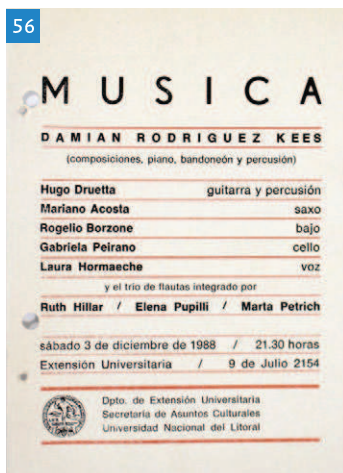 56
MUSICA
DAMIAN RODRIGUEZ KEES
(composiciones, piano, bandoneón y percusión)
Hugo Druetta guitarra y percusión
Mariano Acosta saxo
Rogelio Borzone bajo
Gabriela Peirano cello
Laura Hormaeche voz
y el trío de flautas integrado por
Ruth Hillar / Elena Pupilli / Marta Petrich
sábado 3 de diciembre de 1988 / 21.30 horas
Extensión Universitaria / 9 de Julio 2154
Dpto. de Extensión Universitaria
Secretaría de Asuntos Culturales
Universidad Nacional del Litoral